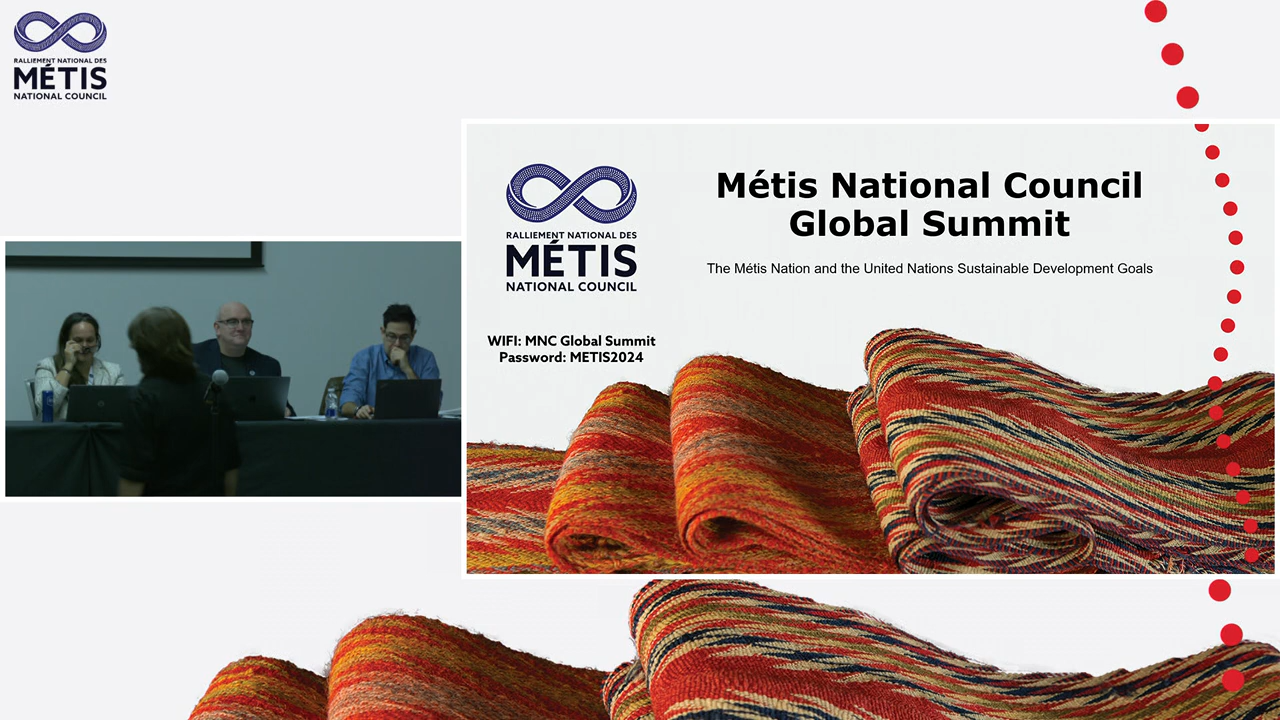 RALLIEMENT NATIONAL DES
MÉTIS
NATIONAL COUNCIL
RALLIEMENT NATIONAL DES
MÉTIS
NATIONAL COUNCIL
Métis National Council
Global Summit
The Métis Nation and the United Nations Sustainable Development Goals
WIFI: MNC Global Summit
Password: METIS2024